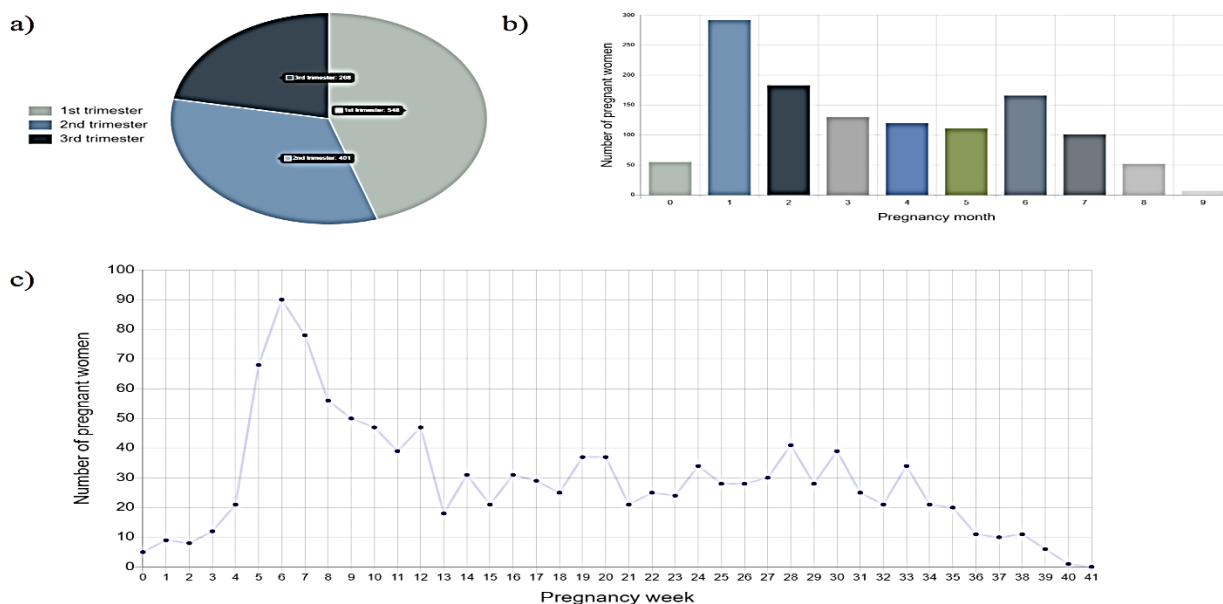 a)
1st trimester
2nd trimester
3rd trimester
3rd trimester: 268
1st trimester: 548
2nd trimester: 401
b)
Number of pregnant women
300
250
200
150
100
50
0
0 1 2 3 4 5 6 7 8 9
Pregnancy month
c)
Number of pregnant women
100
90
80
70
60
50
40
30
20
10
0
0 1 2 3 4 5 6 7 8 9 10 11 12 13 14 15 16 17 18 19 20 21 22 23 24 25 26 27 28 29 30 31 32 33 34 35 36 37 38 39 40 41
Pregnancy week